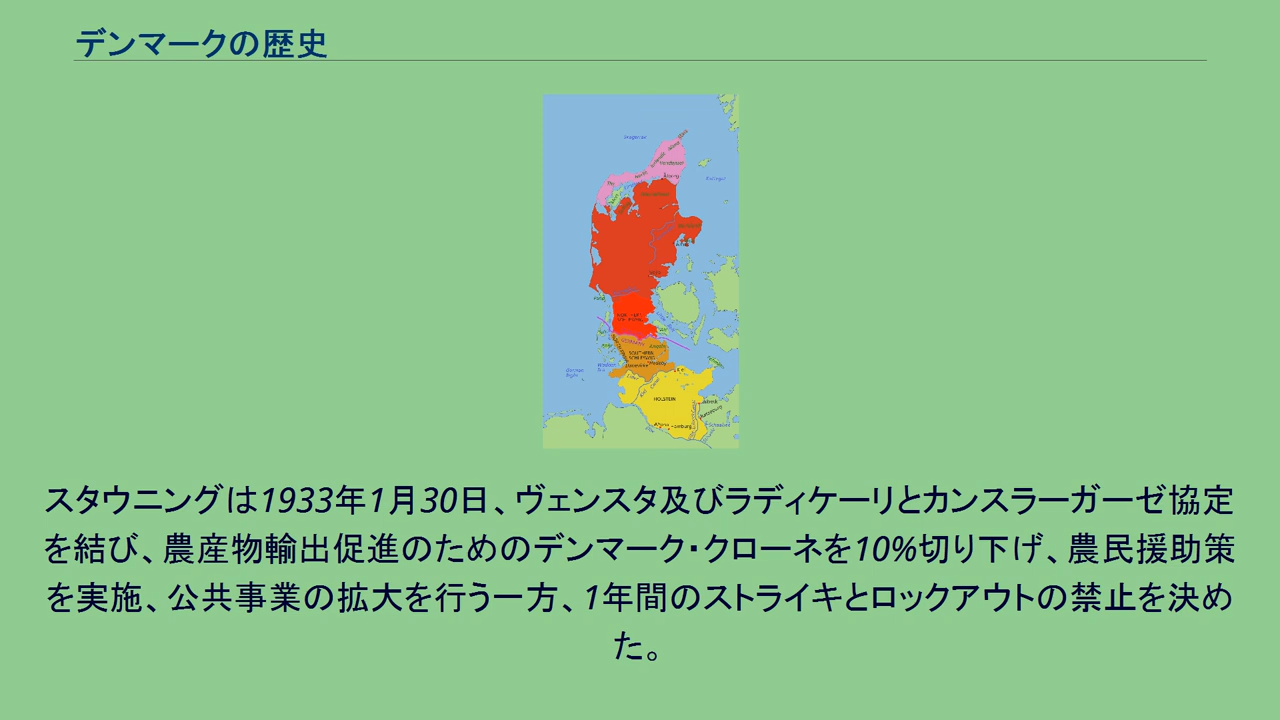 デンマークの歴史
Skagerrak
Vendsyssel
HOLSTEIN
SOUTHERN
SCHLESWIG
スタウニングは1933年1月30日、ヴェンスタ及びラディケーリとカンスラーガーゼ協定
を結び、農産物輸出促進のためのデンマーク・クローネを10%切り下げ、農民援助策
を実施、公共事業の拡大を行う一方、1年間のストライキとロックアウトの禁止を決め
た。